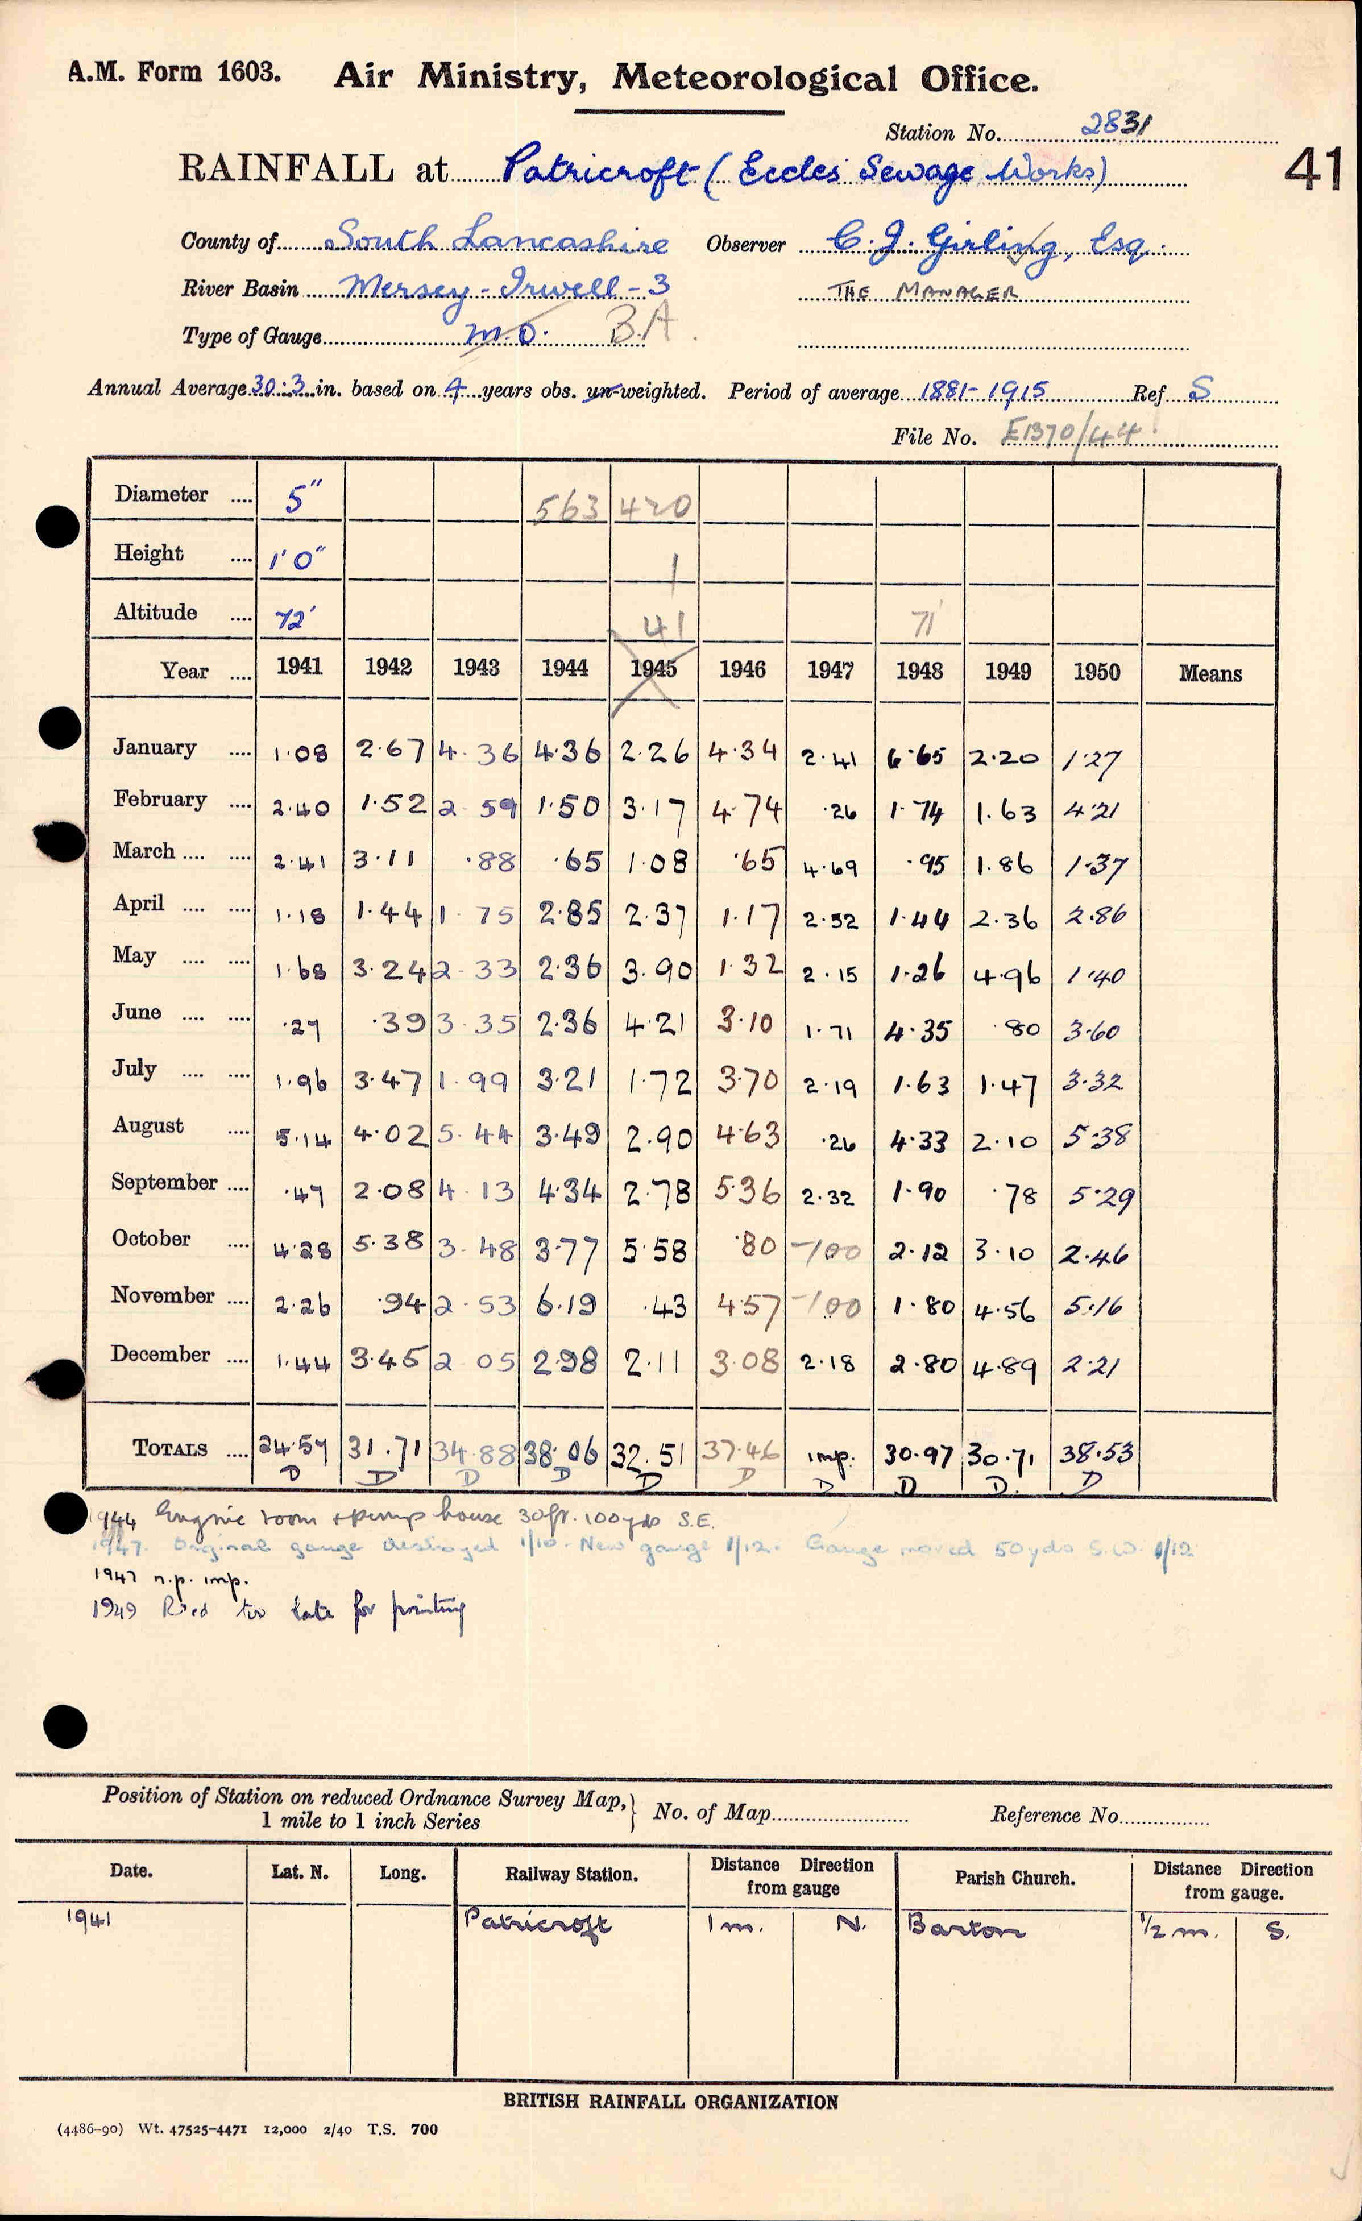 A.M. Form 1603. Air Ministry, Meteorological Office.
Station No. 2831
41
RAINFALL at Patricroft (Eccles Sewage Works)
County of South Lancashire Observer C. J. Girling, Esq.
River Basin Mersey - Irwell - 3 THE MANAGER
Type of Gauge M.O. B.A.
Annual Average 30.3 in. based on 4 years obs. un-weighted. Period of average 1881-1915 Ref S
File No. E1370/44
Diameter .... 5" 563 420
Height .... 1'0" 1
Altitude .... 72' 41 71'
Year .... 1941 1942 1943 1944 1945 1946 1947 1948 1949 1950 Means
January .... 1.08 2.67 4.36 4.36 2.26 4.34 2.41 6.65 2.20 1.27
February .... 2.40 1.52 2.59 1.50 3.17 4.74 .26 1.74 1.63 4.21
March .... .... 2.41 3.11 .88 .65 1.08 .65 4.69 .95 1.86 1.37
April .... .... 1.18 1.44 1.75 2.85 2.37 1.17 2.52 1.44 2.36 2.86
May .... .... 1.68 3.24 2.33 2.36 3.90 1.32 2.15 1.26 4.96 1.40
June .... .... .27 .39 3.35 2.36 4.21 3.10 1.71 4.35 .80 3.60
July .... .... 1.96 3.47 1.99 3.21 1.72 3.70 2.19 1.63 1.47 3.32
August .... 5.14 4.02 5.44 3.49 2.90 4.63 .26 4.33 2.10 5.38
September .... .47 2.08 4.13 4.34 2.78 5.36 2.32 1.90 .78 5.29
October .... 4.28 5.38 3.48 3.77 5.58 .80 -100 2.12 3.10 2.46
November .... 2.26 .94 2.53 6.19 .43 4.57 -100 1.80 4.56 5.16
December .... 1.44 3.45 2.05 2.98 2.11 3.08 2.18 2.80 4.89 2.21
TOTALS .... 24.57 31.71 34.88 38.06 32.51 37.46 imp. 30.97 30.71 38.53
D D D D D D D D D. D
1944 Engine room & pump house 30ft. 100yds S.E.
1947. Original gauge destroyed 1/10. New gauge 1/12. Gauge moved 50yds S.W. 1/12
1947 n.p. imp.
1949 Rced too late for printing
Position of Station on reduced Ordnance Survey Map, 1 mile to 1 inch Series } No. of Map Reference No.
Date. Lat. N. Long. Railway Station. Distance Direction from gauge Parish Church. Distance Direction from gauge.
1941 Patricroft 1 m. N. Barton 1/2 m. S.
BRITISH RAINFALL ORGANIZATION
(4486-90) Wt. 47525-4471 12,000 2/40 T.S. 700